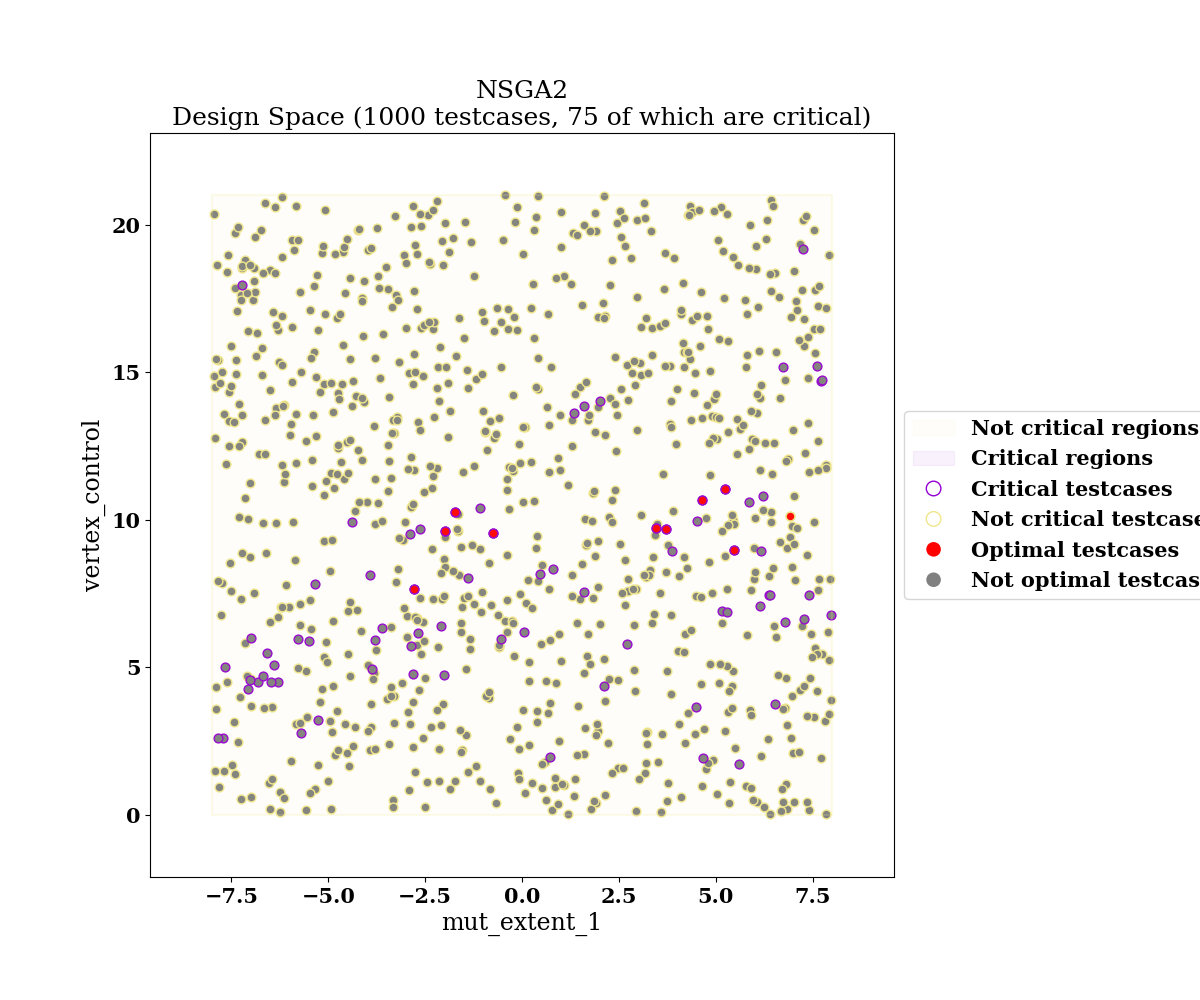 NSGA2
Design Space (1000 testcases, 75 of which are critical)
20
15
10
5
0
vertex_control
−7.5
−5.0
−2.5
0.0
2.5
5.0
7.5
mut_extent_1
Not critical regions
Critical regions
Critical testcases
Not critical testcase
Optimal testcases
Not optimal testcas